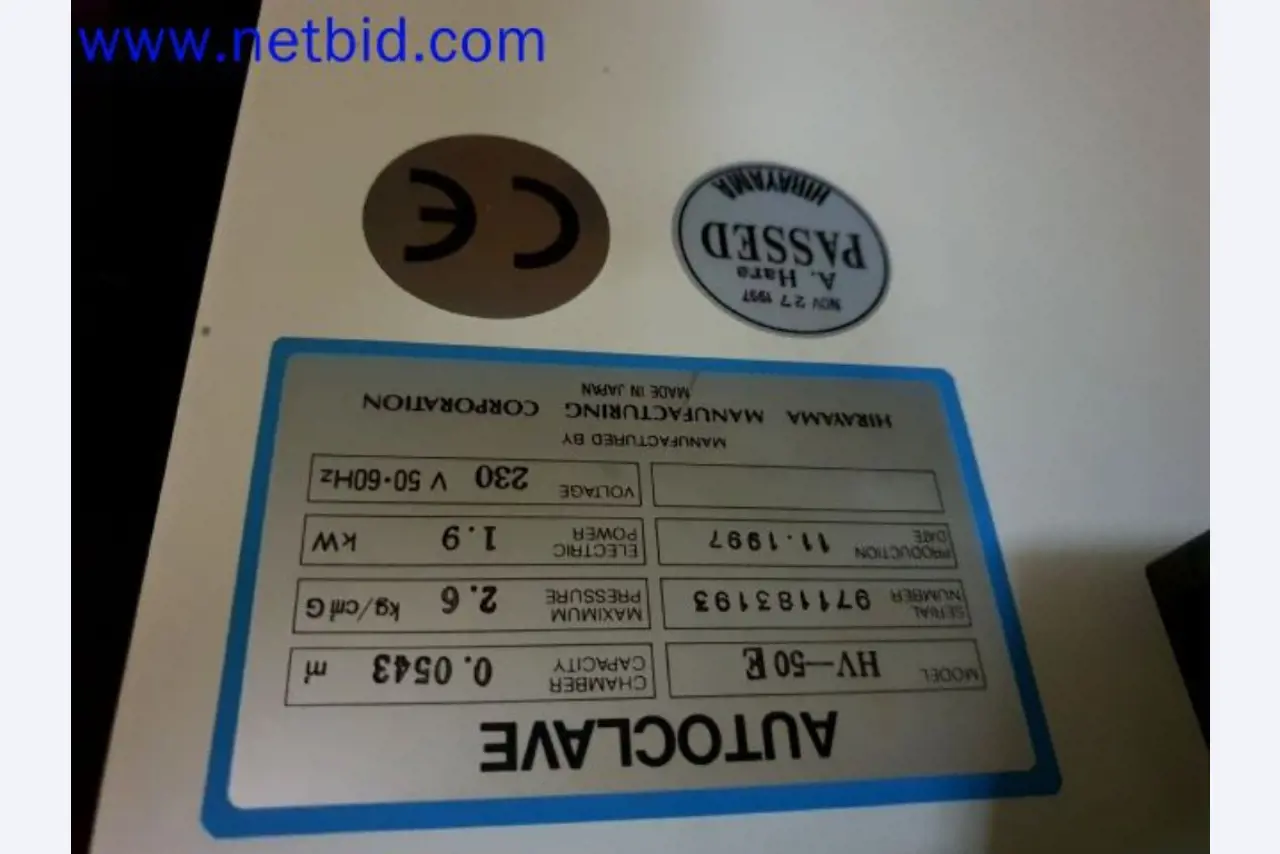 www.netbid.com
AUTOCLAVE
MODEL HV-50E
CHAMBER CAPACITY 0.0543 m³
SERIAL NUMBER 971183193
MAXIMUM PRESSURE 2.6 kg/cm²G
PRODUCTION DATE 11.1997
ELECTRIC POWER 1.9 kW
VOLTAGE 230 V 50·60Hz
MANUFACTURED BY
HIRAYAMA MANUFACTURING CORPORATION
MADE IN JAPAN
NOV 27 1997
A. Hara
PASSED
HIRAYAMA
CE